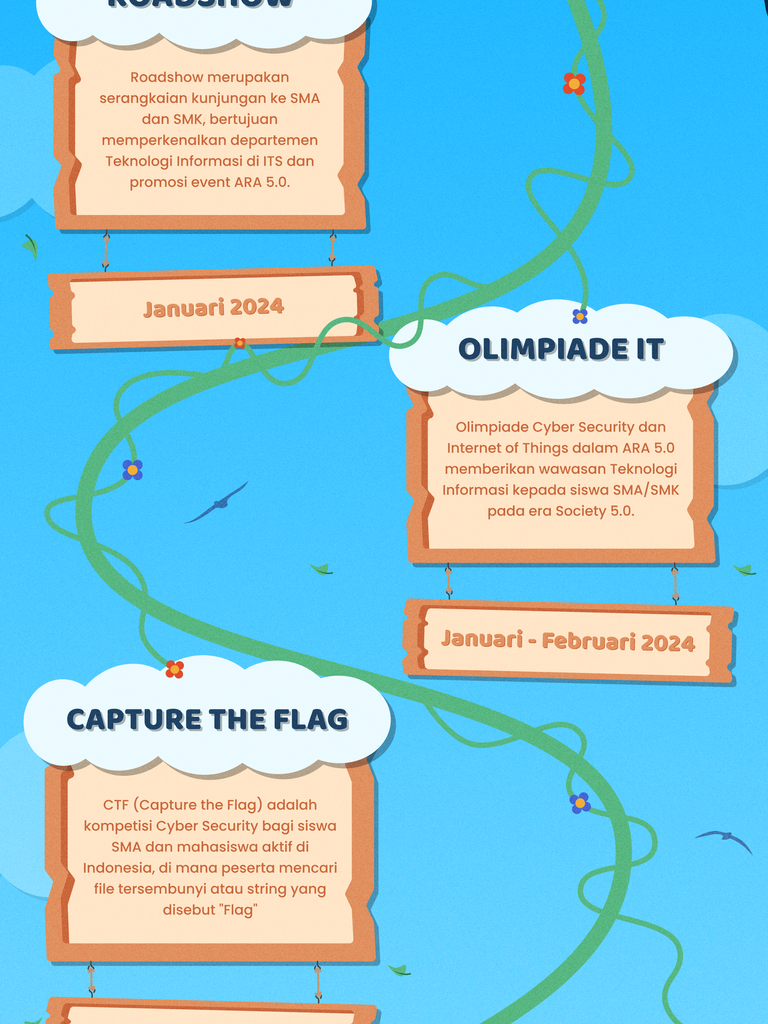 ROADSHOW
Roadshow merupakan
serangkaian kunjungan ke SMA
dan SMK, bertujuan
memperkenalkan departemen
Teknologi Informasi di ITS dan
promosi event ARA 5.0.
Januari 2024
OLIMPIADE IT
Olimpiade Cyber Security dan
Internet of Things dalam ARA 5.0
memberikan wawasan Teknologi
Informasi kepada siswa SMA/SMK
pada era Society 5.0.
Januari - Februari 2024
CAPTURE THE FLAG
CTF (Capture the Flag) adalah
kompetisi Cyber Security bagi siswa
SMA dan mahasiswa aktif di
Indonesia, di mana peserta mencari
file tersembunyi atau string yang
disebut "Flag"